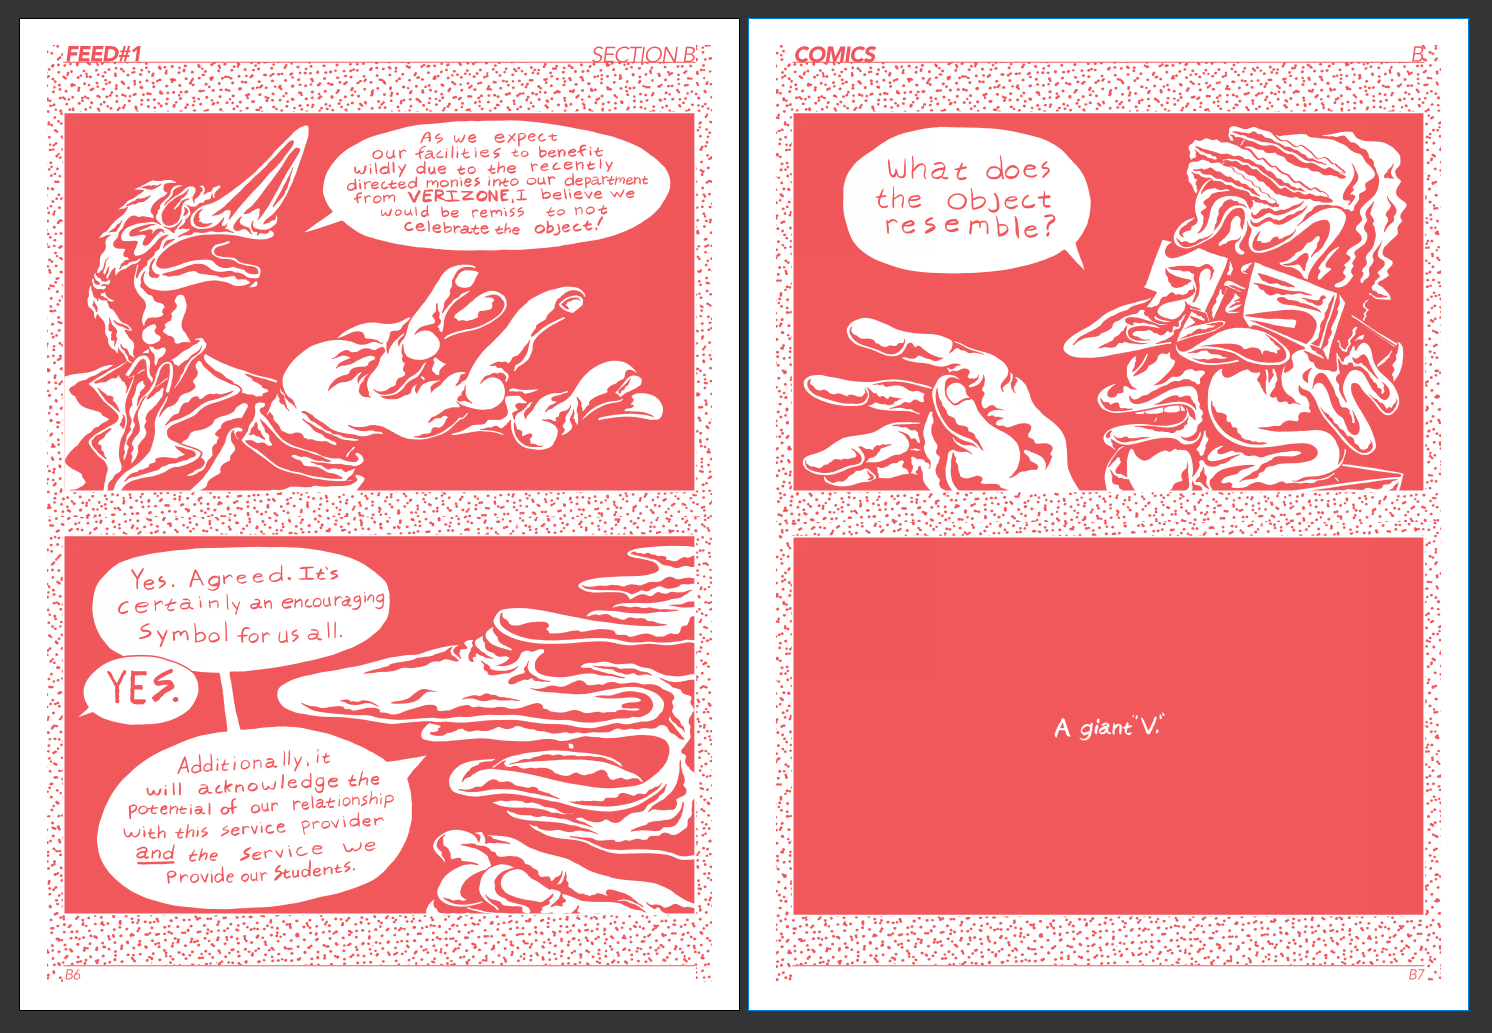 FEED#1
SECTION B
As we expect
our facilities to benefit
wildly due to the recently
directed monies into our department
from VERIZONE, I believe we
would be remiss to not
celebrate the object!
Yes. Agreed. It's
certainly an encouraging
Symbol for us all.
YES.
Additionally, it
will acknowledge the
potential of our relationship
with this service provider
and the service we
Provide our Students.
B6
COMICS
B
What does
the Object
resemble?
A giant "V."
B7